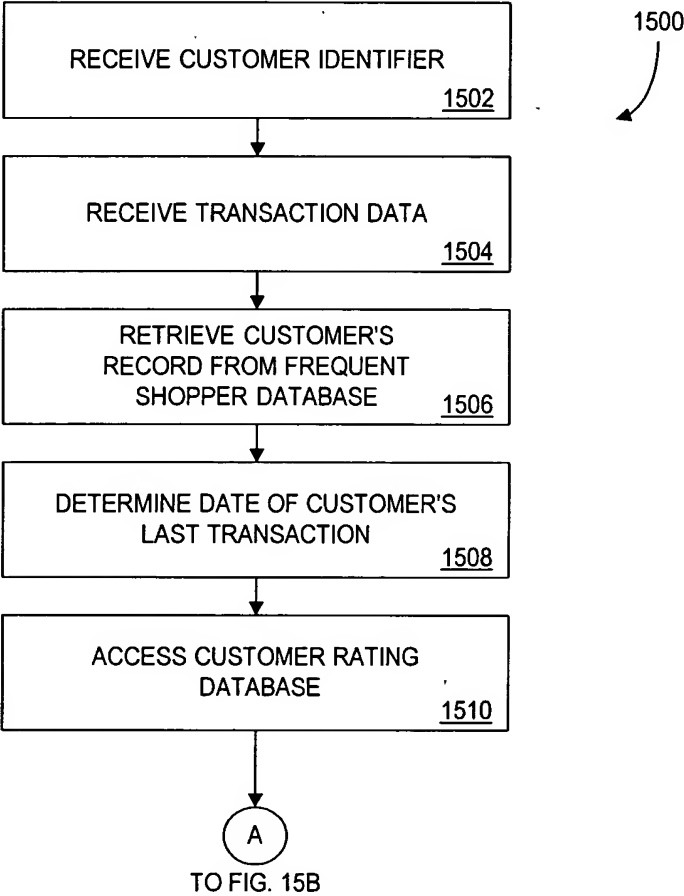 1500
RECEIVE CUSTOMER IDENTIFIER
1502
RECEIVE TRANSACTION DATA
1504
RETRIEVE CUSTOMER'S
RECORD FROM FREQUENT
SHOPPER DATABASE
1506
DETERMINE DATE OF CUSTOMER'S
LAST TRANSACTION
1508
ACCESS CUSTOMER RATING
DATABASE
1510
A
TO FIG. 15B